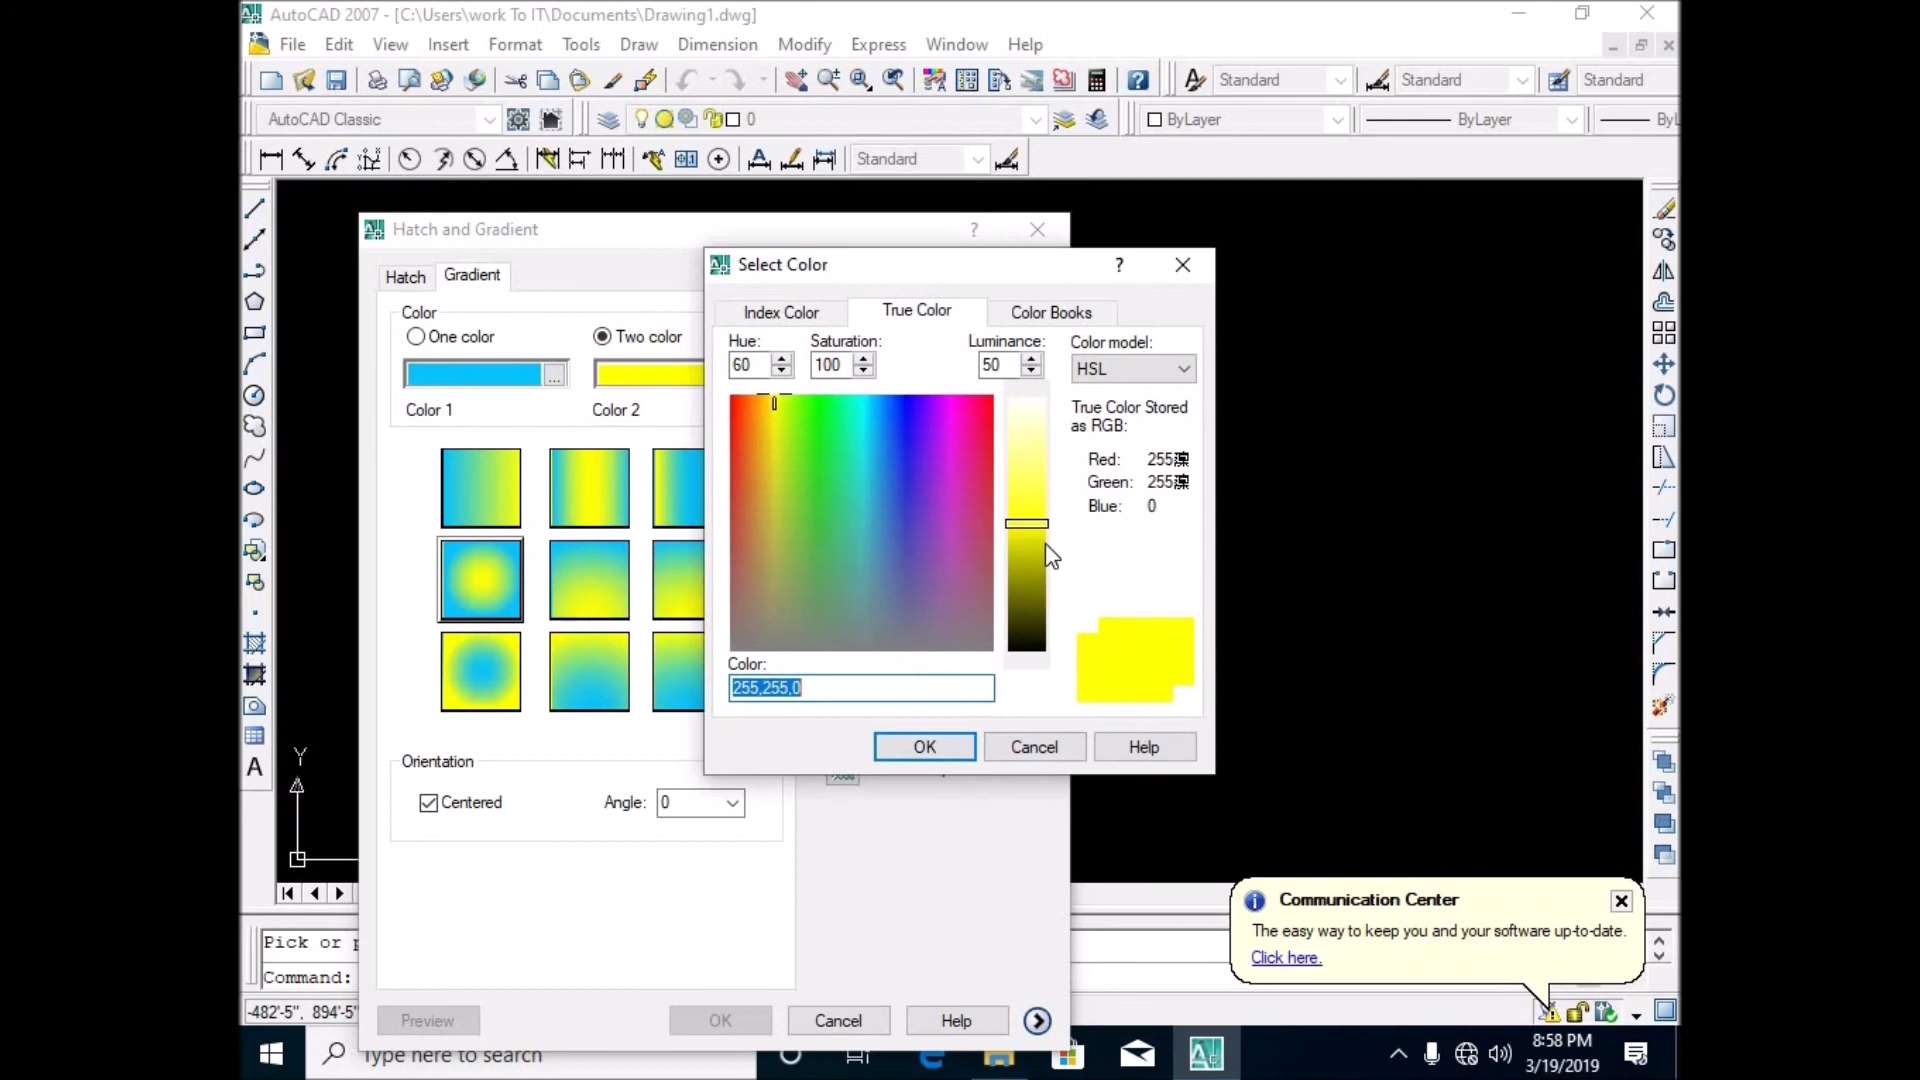 AutoCAD 2007 - [C:\Users\work To IT\Documents\Drawing1.dwg]
File Edit View Insert Format Tools Draw Dimension Modify Express Window Help
Standard Standard Standard
AutoCAD Classic 0 ByLayer ByLayer ByL
Standard
Hatch and Gradient ?
Select Color ?
Hatch Gradient
Index Color True Color Color Books
Color
One color Two color
Hue: Saturation: Luminance: Color model:
60 100 50 HSL
...
Color 1 Color 2
True Color Stored
as RGB:
Red: 255
Green: 255
Blue: 0
Color:
255,255,0
OK Cancel Help
Orientation
Centered Angle: 0
Y
A
Communication Center
The easy way to keep you and your software up-to-date.
Click here.
Pick or p
Command:
-482'-5", 894'-5"
Preview OK Cancel Help
Type here to search
8:58 PM
3/19/2019